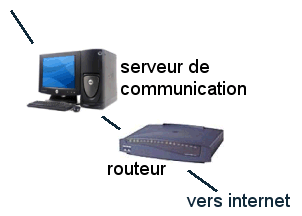 serveur de
communication
routeur
vers internet